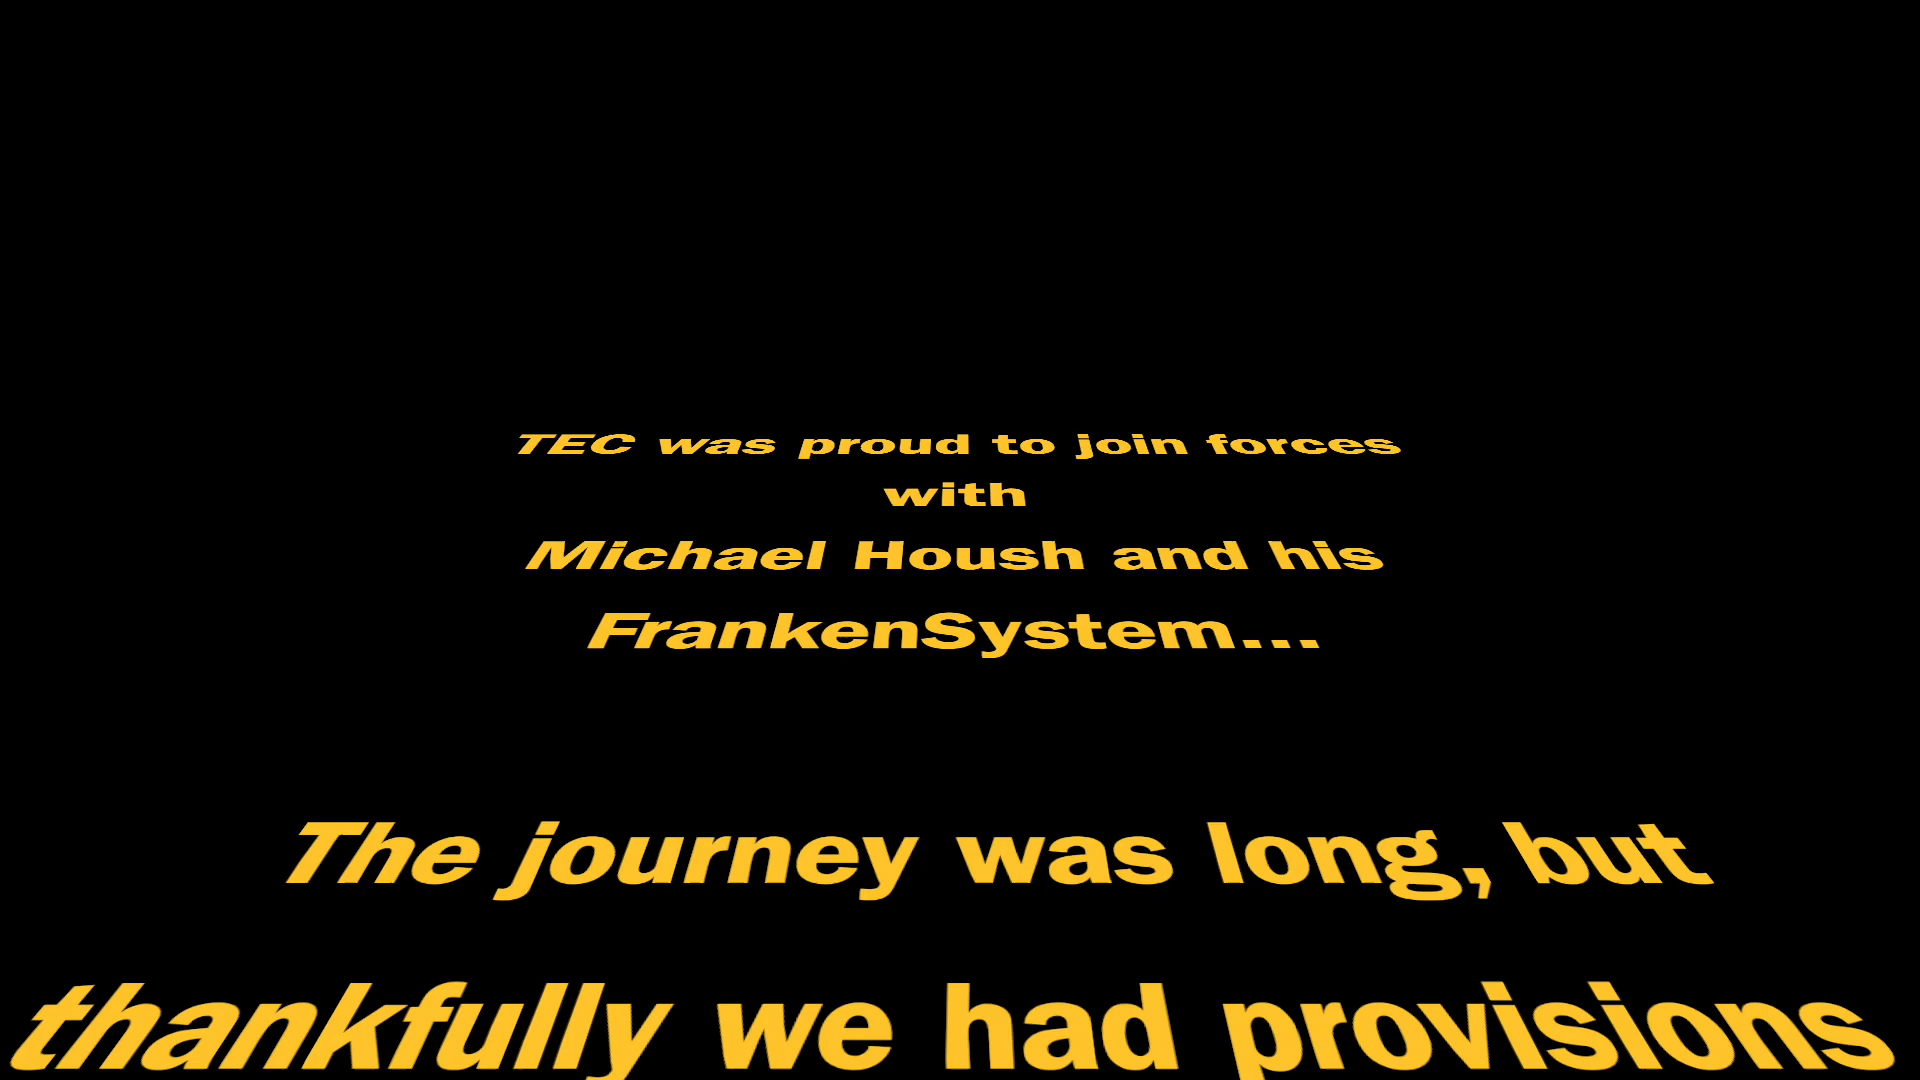 TEC was proud to join forces
with
Michael Housh and his
FrankenSystem...
The journey was long, but
thankfully we had provisions